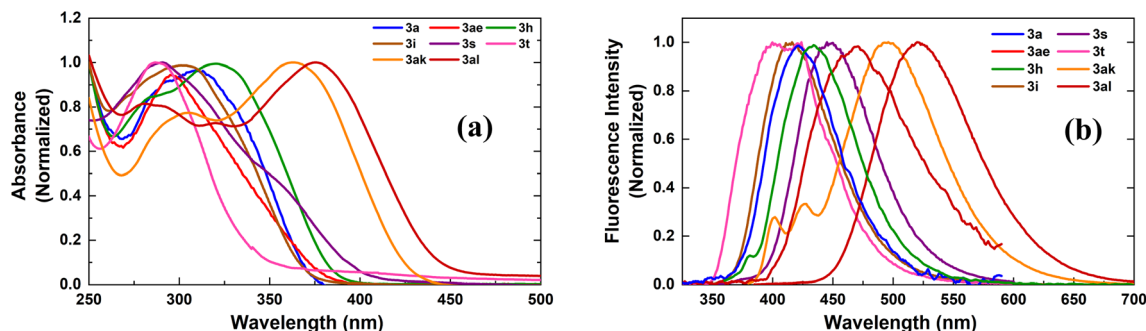 (a)
Absorbance
(Normalized)
1.2
1.0
0.8
0.6
0.4
0.2
0.0
250 300 350 400 450 500
Wavelength (nm)
3a 3ae 3h
3i 3s 3t
3ak 3al
(b)
Fluorescence Intensity
(Normalized)
1.0
0.8
0.6
0.4
0.2
0.0
350 400 450 500 550 600 650 700
Wavelength (nm)
3a 3s
3ae 3t
3h 3ak
3i 3al